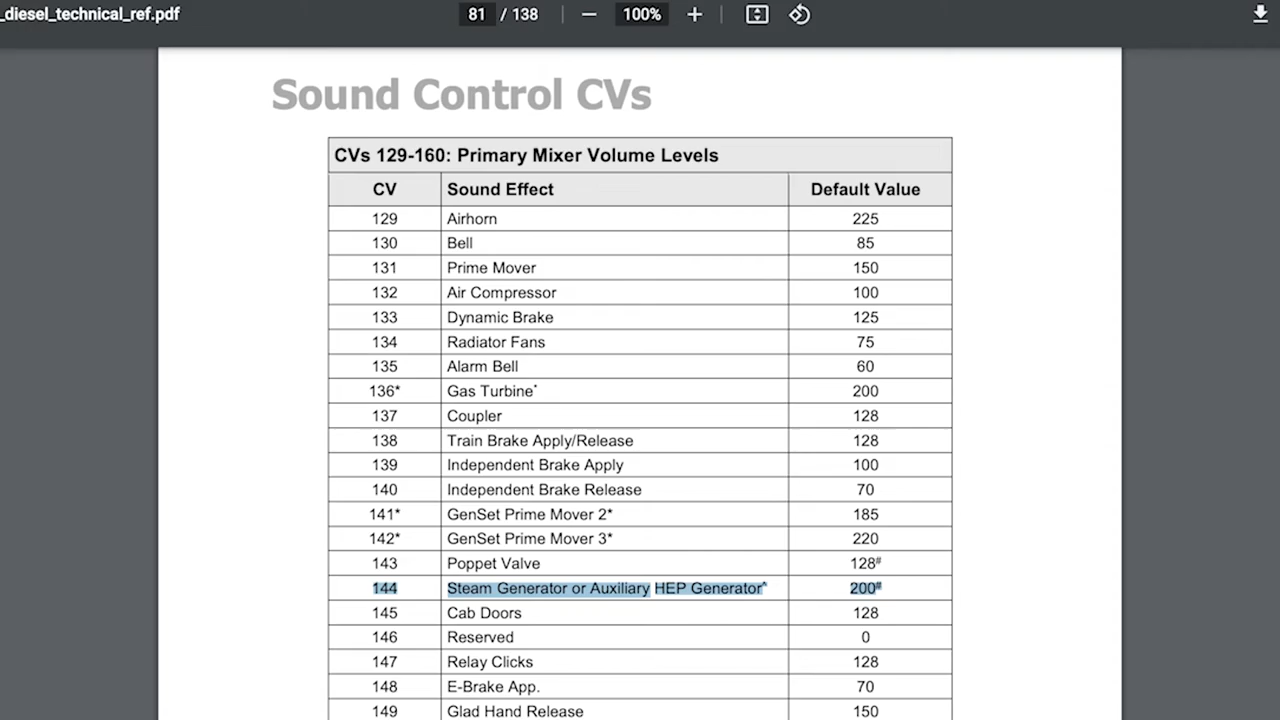 _diesel_technical_ref.pdf 81 / 138 100%
Sound Control CVs
CVs 129-160: Primary Mixer Volume Levels
CV Sound Effect Default Value
129 Airhorn 225
130 Bell 85
131 Prime Mover 150
132 Air Compressor 100
133 Dynamic Brake 125
134 Radiator Fans 75
135 Alarm Bell 60
136* Gas Turbine* 200
137 Coupler 128
138 Train Brake Apply/Release 128
139 Independent Brake Apply 100
140 Independent Brake Release 70
141* GenSet Prime Mover 2* 185
142* GenSet Prime Mover 3* 220
143 Poppet Valve 128#
144 Steam Generator or Auxiliary HEP Generator^ 200#
145 Cab Doors 128
146 Reserved 0
147 Relay Clicks 128
148 E-Brake App. 70
149 Glad Hand Release 150